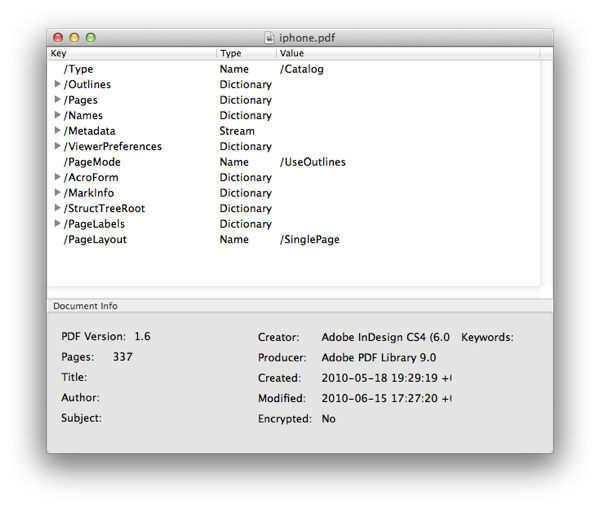 iphone.pdf
Key Type Value
/Type Name /Catalog
/Outlines Dictionary
/Pages Dictionary
/Names Dictionary
/Metadata Stream
/ViewerPreferences Dictionary
/PageMode Name /UseOutlines
/AcroForm Dictionary
/MarkInfo Dictionary
/StructTreeRoot Dictionary
/PageLabels Dictionary
/PageLayout Name /SinglePage
Document Info
PDF Version: 1.6 Creator: Adobe InDesign CS4 (6.0 Keywords:
Pages: 337 Producer: Adobe PDF Library 9.0
Title: Created: 2010-05-18 19:29:19 +
Author: Modified: 2010-06-15 17:27:20 +
Subject: Encrypted: No